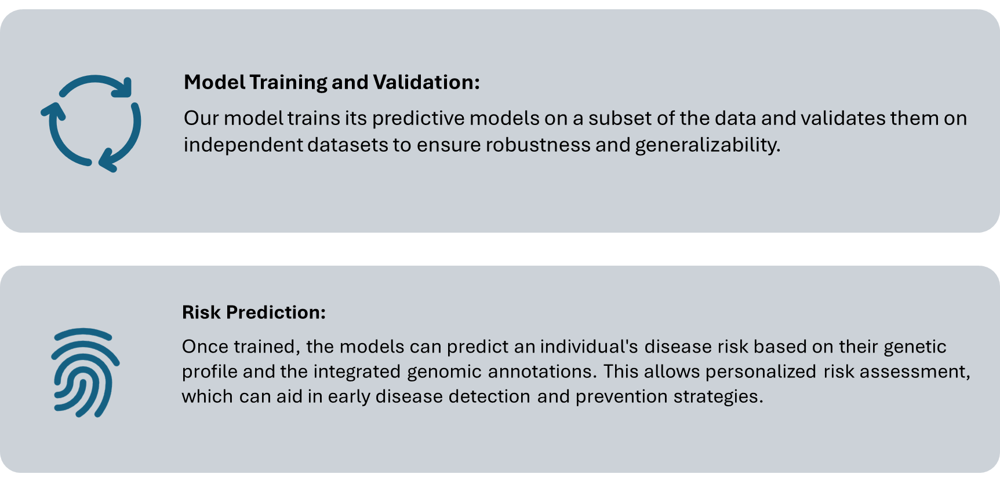 Model Training and Validation:
Our model trains its predictive models on a subset of the data and validates them on
independent datasets to ensure robustness and generalizability.
Risk Prediction:
Once trained, the models can predict an individual's disease risk based on their genetic
profile and the integrated genomic annotations. This allows personalized risk assessment,
which can aid in early disease detection and prevention strategies.